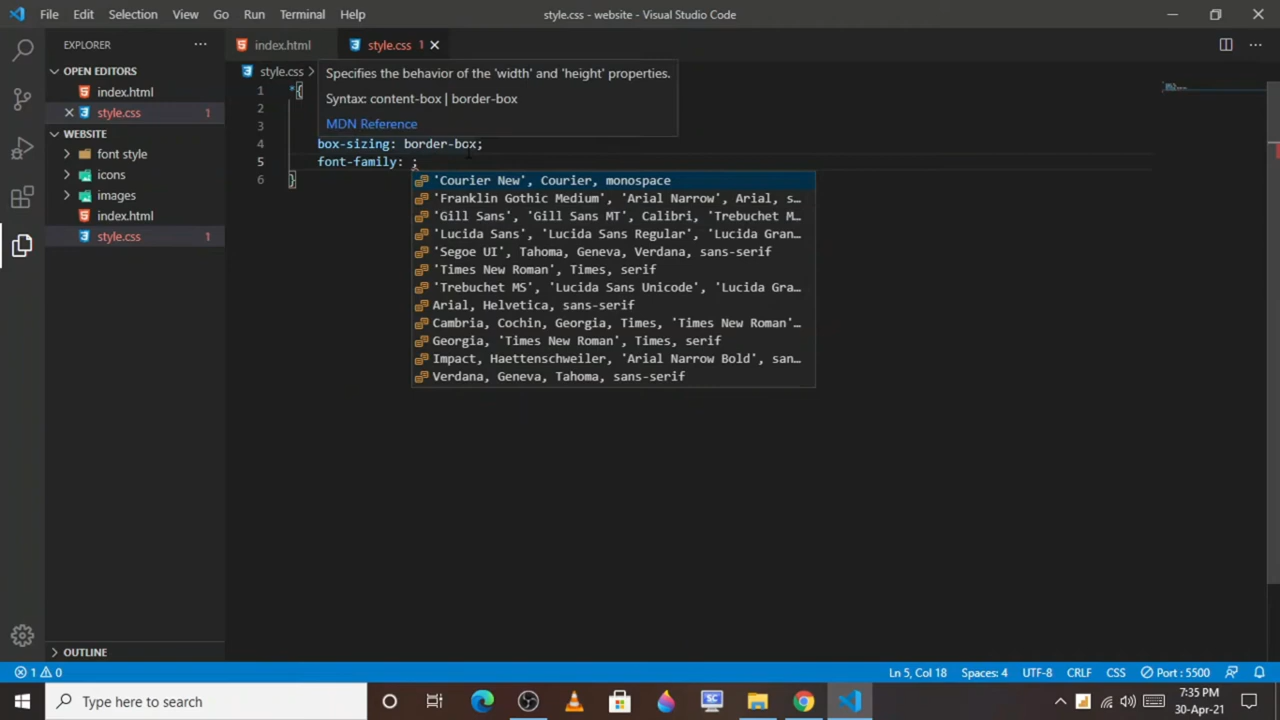 File Edit Selection View Go Run Terminal Help
style.css - website - Visual Studio Code
EXPLORER
index.html
style.css 1
OPEN EDITORS
index.html
style.css 1
WEBSITE
font style
icons
images
index.html
style.css 1
OUTLINE
style.css
Specifies the behavior of the 'width' and 'height' properties.
Syntax: content-box | border-box
MDN Reference
1 *{
2
3
4 box-sizing: border-box;
5 font-family: ;
6 }
'Courier New', Courier, monospace
'Franklin Gothic Medium', 'Arial Narrow', Arial, s…
'Gill Sans', 'Gill Sans MT', Calibri, 'Trebuchet M…
'Lucida Sans', 'Lucida Sans Regular', 'Lucida Gran…
'Segoe UI', Tahoma, Geneva, Verdana, sans-serif
'Times New Roman', Times, serif
'Trebuchet MS', 'Lucida Sans Unicode', 'Lucida Gra…
Arial, Helvetica, sans-serif
Cambria, Cochin, Georgia, Times, 'Times New Roman'…
Georgia, 'Times New Roman', Times, serif
Impact, Haettenschweiler, 'Arial Narrow Bold', san…
Verdana, Geneva, Tahoma, sans-serif
1 0
Ln 5, Col 18 Spaces: 4 UTF-8 CRLF CSS Port : 5500
Type here to search
SC
7:35 PM
30-Apr-21